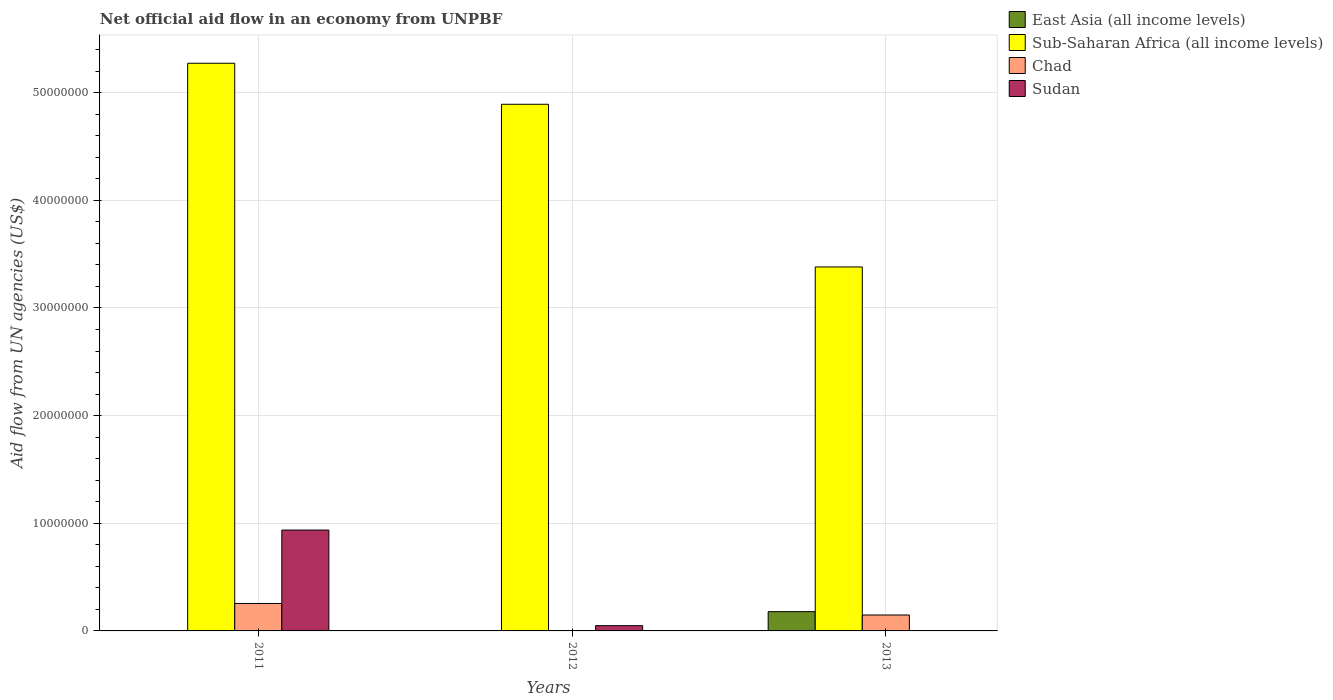 Net official aid flow in an economy from UNPBF
East Asia (all income levels)
Sub-Saharan Africa (all income levels)
Chad
Sudan
Aid flow from UN agencies (US$)
50000000
40000000
30000000
20000000
10000000
0
2011
2012
2013
Years